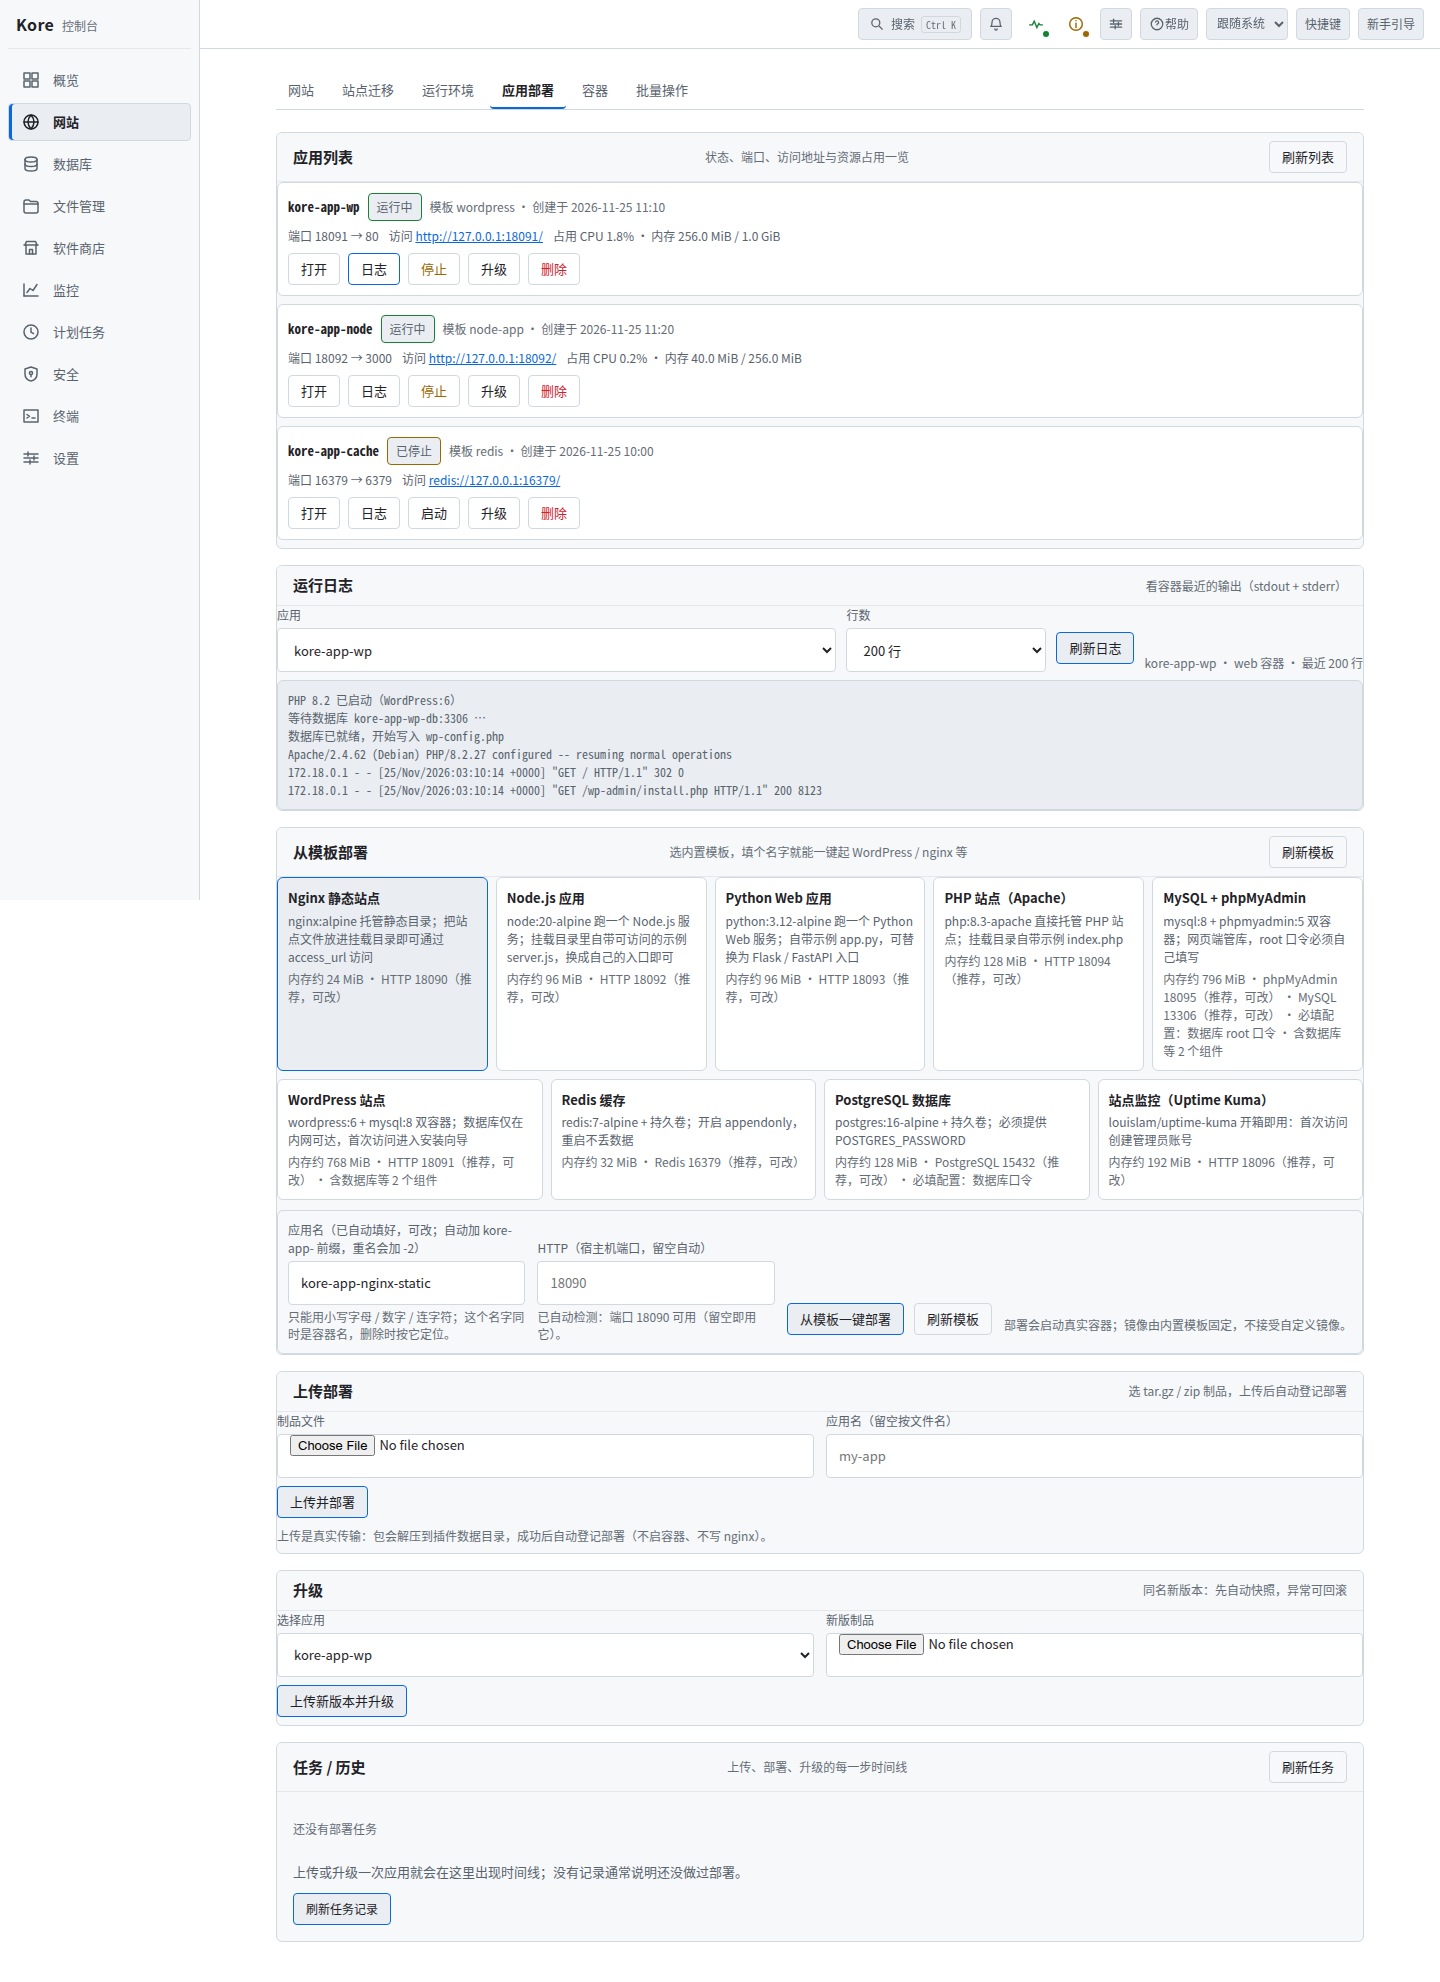 Kore 控制台
搜索 Ctrl K
帮助
跟随系统
快捷键
新手引导
概览
网站
数据库
文件管理
软件商店
监控
计划任务
安全
终端
设置
网站 站点迁移 运行环境 应用部署 容器 批量操作
应用列表 状态、端口、访问地址与资源占用一览 刷新列表
kore-app-wp 运行中 模板 wordpress · 创建于 2026-11-25 11:10
端口 18091 → 80 访问 http://127.0.0.1:18091/ 占用 CPU 1.8% · 内存 256.0 MiB / 1.0 GiB
打开 日志 停止 升级 删除
kore-app-node 运行中 模板 node-app · 创建于 2026-11-25 11:20
端口 18092 → 3000 访问 http://127.0.0.1:18092/ 占用 CPU 0.2% · 内存 40.0 MiB / 256.0 MiB
打开 日志 停止 升级 删除
kore-app-cache 已停止 模板 redis · 创建于 2026-11-25 10:00
端口 16379 → 6379 访问 redis://127.0.0.1:16379/
打开 日志 启动 升级 删除
运行日志 看容器最近的输出（stdout + stderr）
应用 行数
kore-app-wp 200 行 刷新日志 kore-app-wp · web 容器 · 最近 200 行
PHP 8.2 已启动（WordPress:6）
等待数据库 kore-app-wp-db:3306 …
数据库已就绪，开始写入 wp-config.php
Apache/2.4.62 (Debian) PHP/8.2.27 configured -- resuming normal operations
172.18.0.1 - - [25/Nov/2026:03:10:14 +0000] "GET / HTTP/1.1" 302 0
172.18.0.1 - - [25/Nov/2026:03:10:14 +0000] "GET /wp-admin/install.php HTTP/1.1" 200 8123
从模板部署 选内置模板，填个名字就能一键起 WordPress / nginx 等 刷新模板
Nginx 静态站点
nginx:alpine 托管静态目录；把站
点文件放进挂载目录即可通过
access_url 访问
内存约 24 MiB · HTTP 18090（推
荐，可改）
Node.js 应用
node:20-alpine 跑一个 Node.js 服
务；挂载目录里自带可访问的示例
server.js，换成自己的入口即可
内存约 96 MiB · HTTP 18092（推
荐，可改）
Python Web 应用
python:3.12-alpine 跑一个 Python
Web 服务；自带示例 app.py，可替
换为 Flask / FastAPI 入口
内存约 96 MiB · HTTP 18093（推
荐，可改）
PHP 站点（Apache）
php:8.3-apache 直接托管 PHP 站
点；挂载目录自带示例 index.php
内存约 128 MiB · HTTP 18094
（推荐，可改）
MySQL + phpMyAdmin
mysql:8 + phpmyadmin:5 双容
器；网页端管库，root 口令必须自
己填写
内存约 796 MiB · phpMyAdmin
18095（推荐，可改） · MySQL
13306（推荐，可改） · 必填配
置：数据库 root 口令 · 含数据库
等 2 个组件
WordPress 站点
wordpress:6 + mysql:8 双容器；数据库仅在
内网可达，首次访问进入安装向导
内存约 768 MiB · HTTP 18091（推荐，可
改） · 含数据库等 2 个组件
Redis 缓存
redis:7-alpine + 持久卷；开启 appendonly，
重启不丢数据
内存约 32 MiB · Redis 16379（推荐，可改）
PostgreSQL 数据库
postgres:16-alpine + 持久卷；必须提供
POSTGRES_PASSWORD
内存约 128 MiB · PostgreSQL 15432（推
荐，可改） · 必填配置：数据库口令
站点监控（Uptime Kuma）
louislam/uptime-kuma 开箱即用：首次访问
创建管理员账号
内存约 192 MiB · HTTP 18096（推荐，可
改）
应用名（已自动填好，可改；自动加 kore-
app- 前缀，重名会加 -2）
kore-app-nginx-static
只能用小写字母 / 数字 / 连字符；这个名字同
时是容器名，删除时按它定位。
HTTP（宿主机端口，留空自动）
18090
已自动检测：端口 18090 可用（留空即用
它）。
从模板一键部署 刷新模板 部署会启动真实容器；镜像由内置模板固定，不接受自定义镜像。
上传部署 选 tar.gz / zip 制品，上传后自动登记部署
制品文件 应用名（留空按文件名）
Choose File No file chosen my-app
上传并部署
上传是真实传输：包会解压到插件数据目录，成功后自动登记部署（不启容器、不写 nginx）。
升级 同名新版本：先自动快照，异常可回滚
选择应用 新版制品
kore-app-wp Choose File No file chosen
上传新版本并升级
任务 / 历史 上传、部署、升级的每一步时间线 刷新任务
还没有部署任务
上传或升级一次应用就会在这里出现时间线；没有记录通常说明还没做过部署。
刷新任务记录